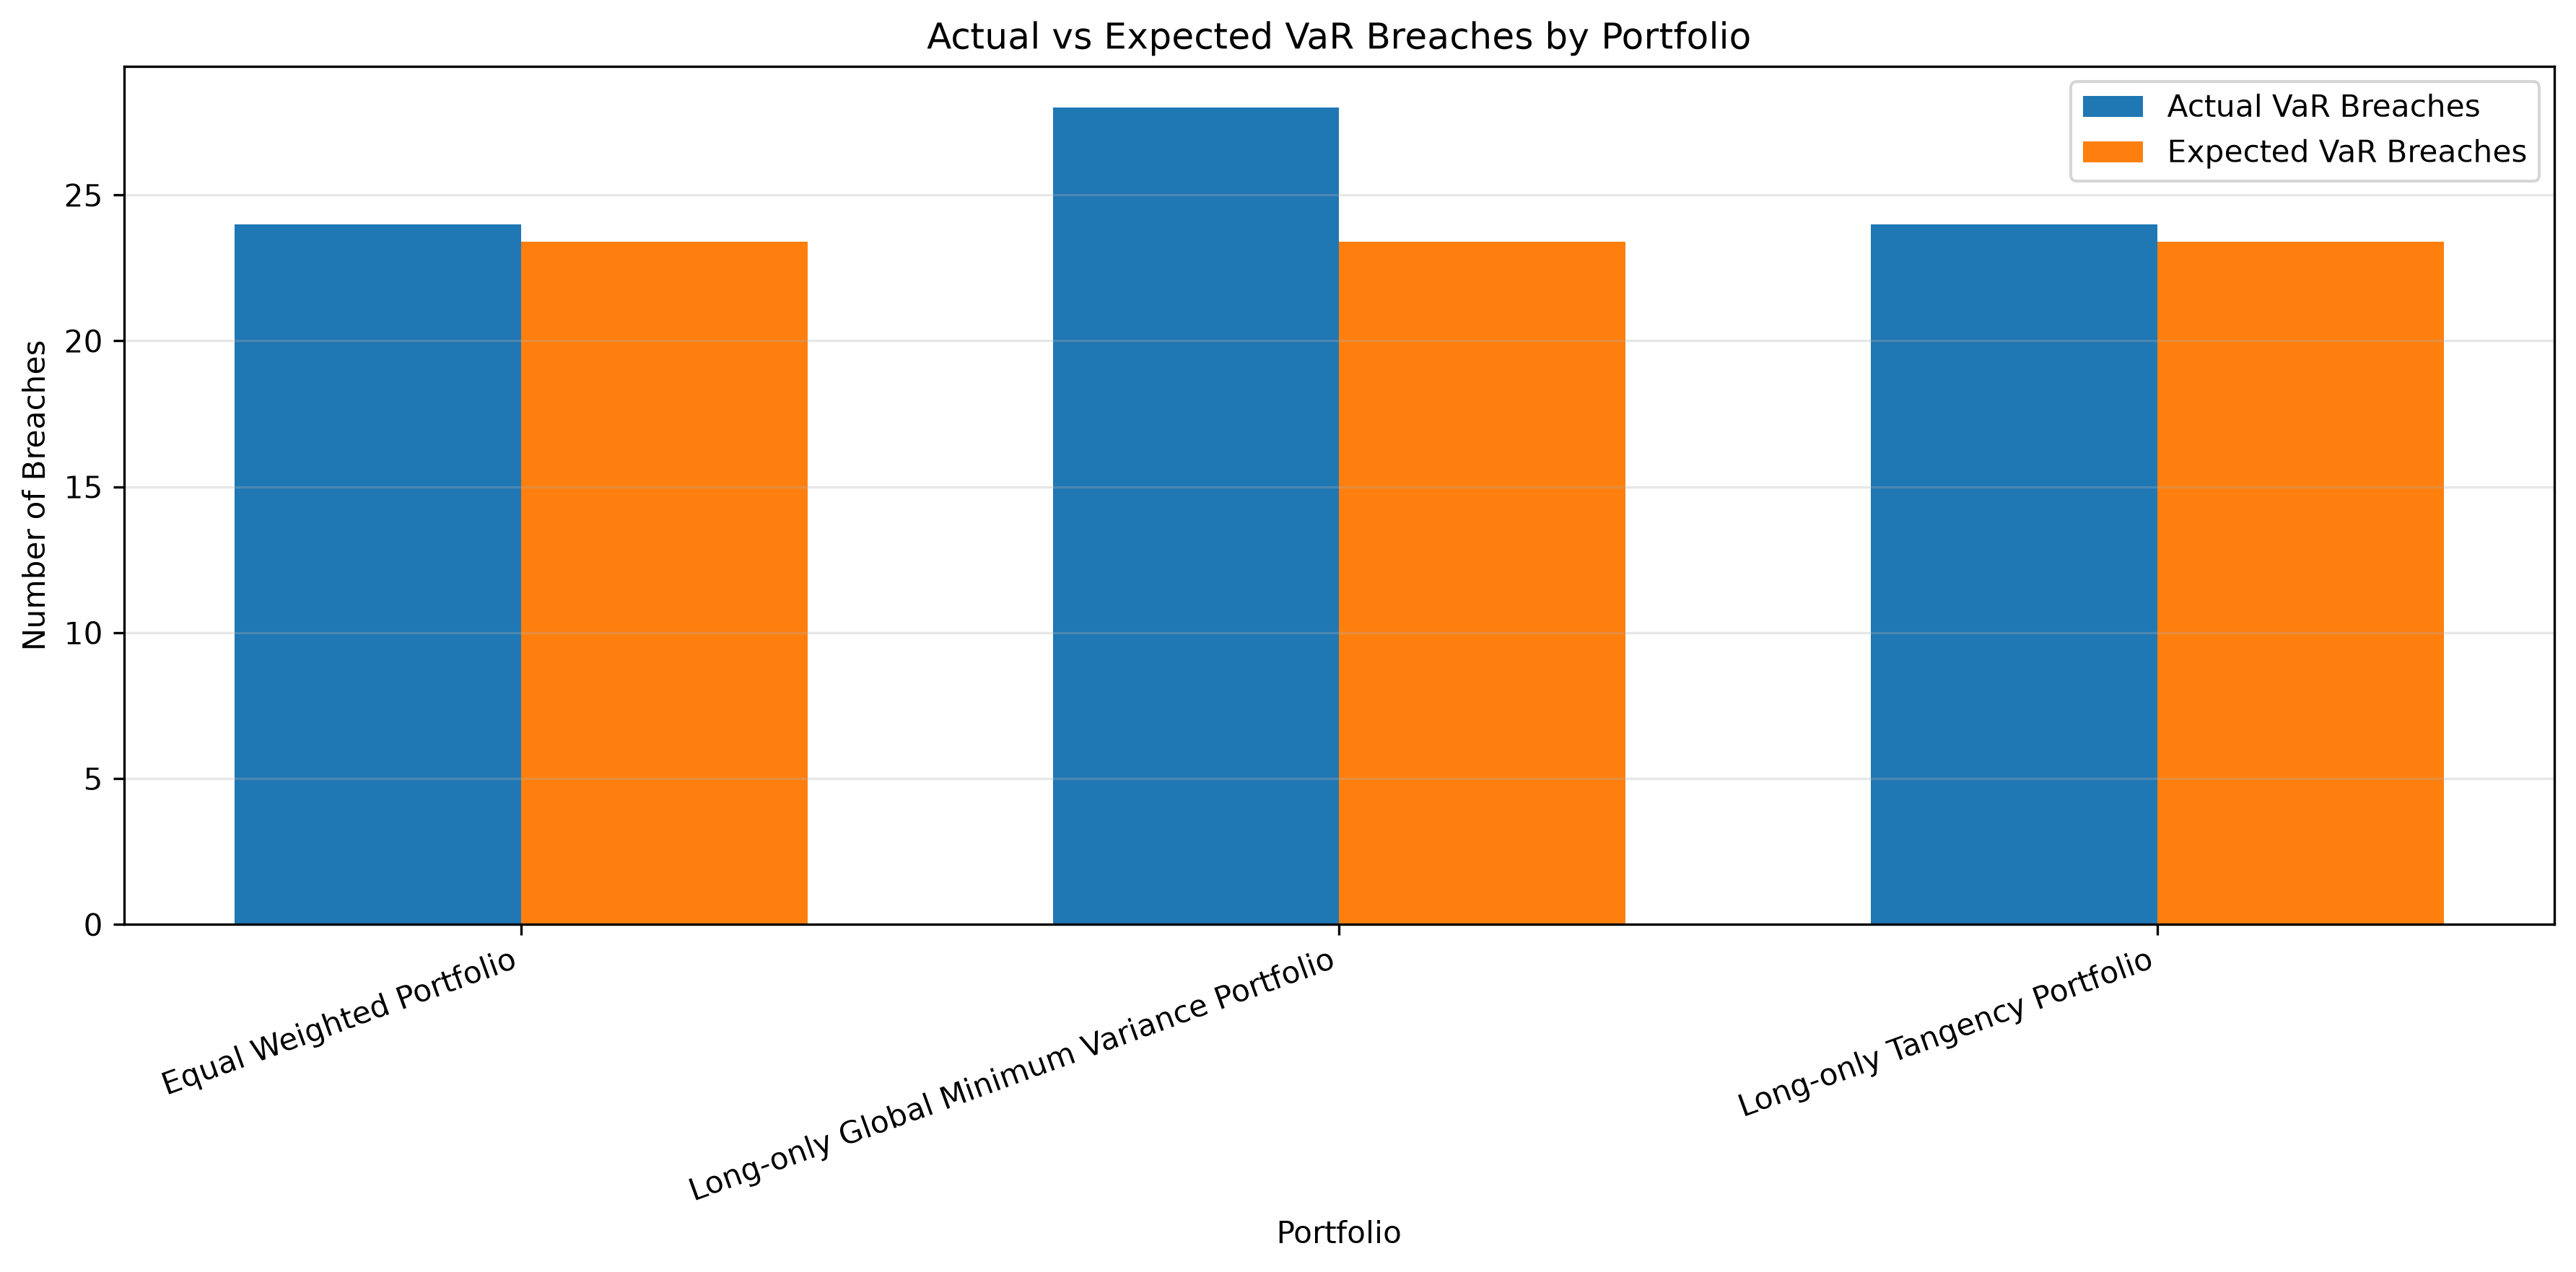 Actual vs Expected VaR Breaches by Portfolio
Actual VaR Breaches
Expected VaR Breaches
Number of Breaches
25
20
15
10
5
0
Equal Weighted Portfolio
Long-only Global Minimum Variance Portfolio
Long-only Tangency Portfolio
Portfolio